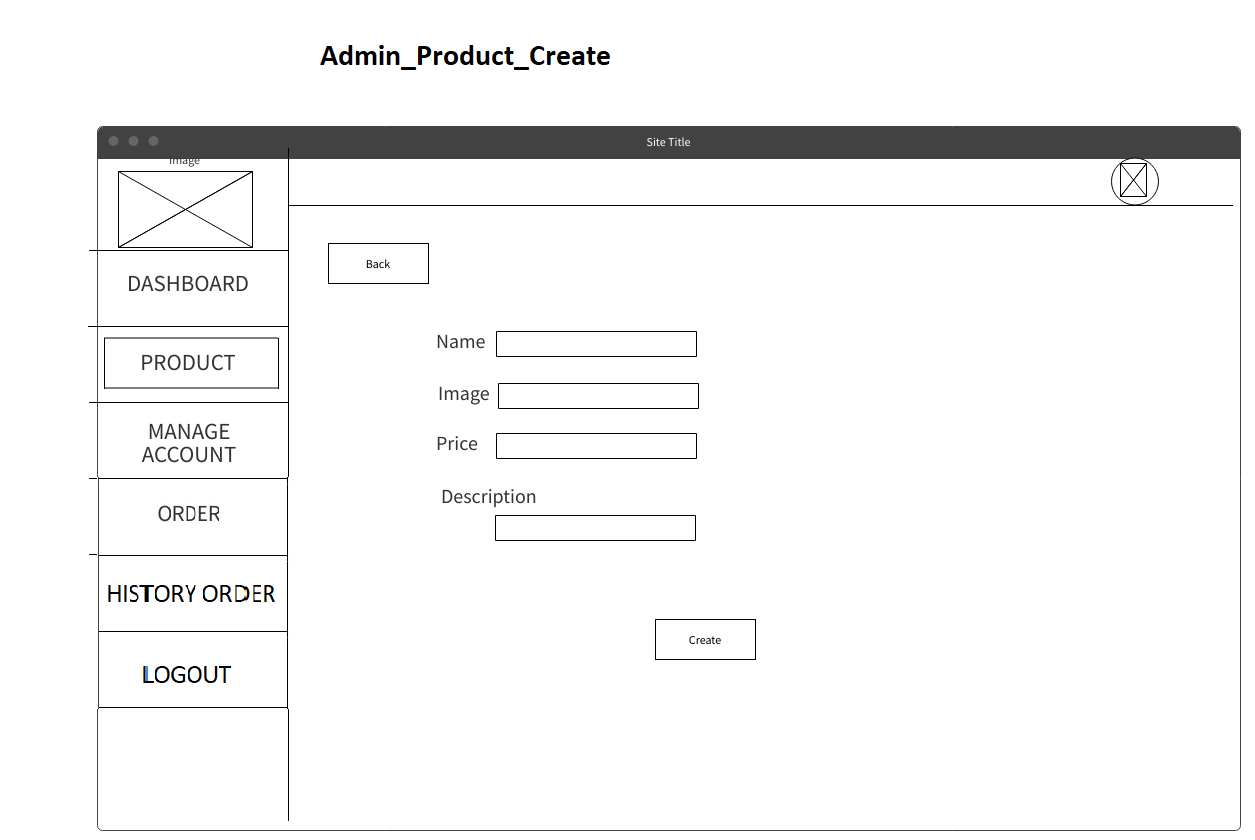 Admin_Product_Create
Site Title
Image
DASHBOARD
PRODUCT
MANAGE
ACCOUNT
ORDER
HISTORY ORDER
LOGOUT
Back
Name
Image
Price
Description
Create